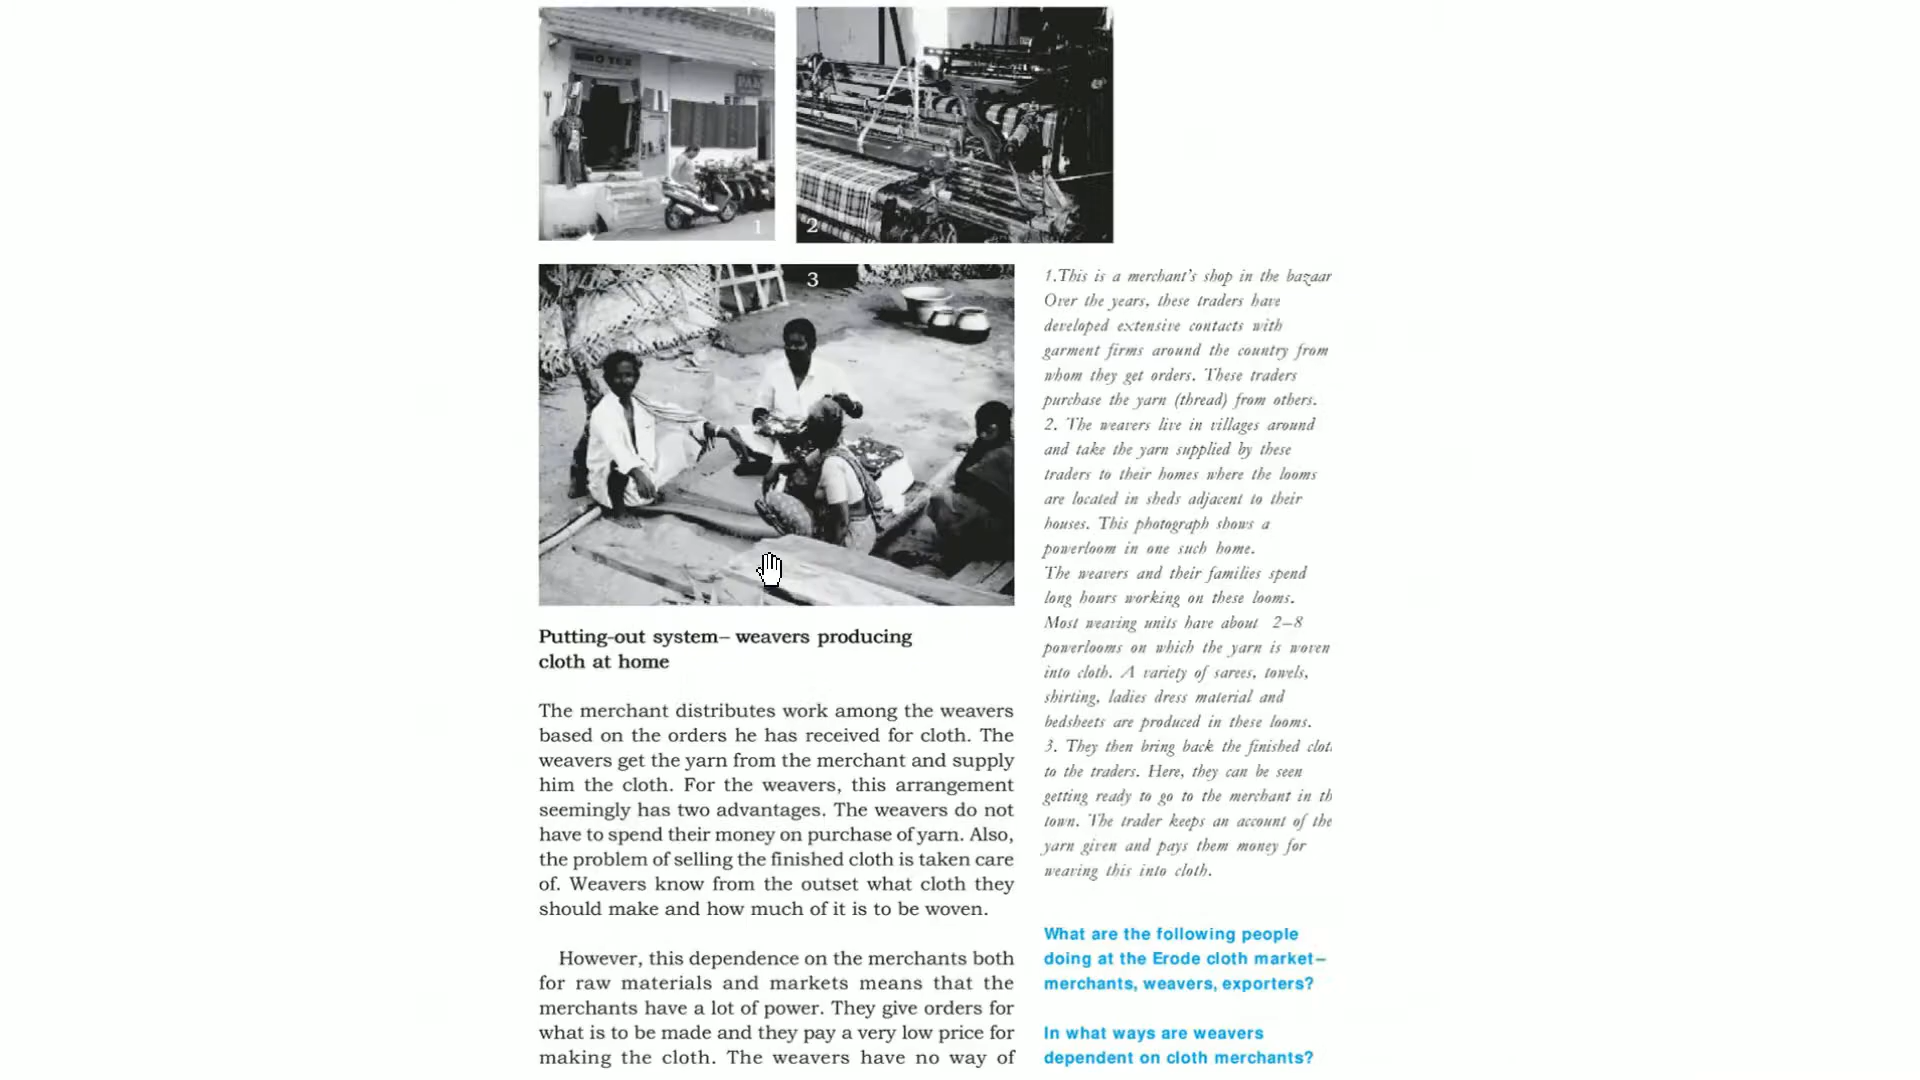 TEX
1
2
3
1.This is a merchant's shop in the bazaar
Over the years, these traders have
developed extensive contacts with
garment firms around the country from
whom they get orders. These traders
purchase the yarn (thread) from others.
2. The weavers live in villages around
and take the yarn supplied by these
traders to their homes where the looms
are located in sheds adjacent to their
houses. This photograph shows a
powerloom in one such home.
The weavers and their families spend
long hours working on these looms.
Most weaving units have about 2–8
powerlooms on which the yarn is woven
into cloth. A variety of sarees, towels,
shirting, ladies dress material and
bedsheets are produced in these looms.
3. They then bring back the finished clot
to the traders. Here, they can be seen
getting ready to go to the merchant in th
town. The trader keeps an account of the
yarn given and pays them money for
weaving this into cloth.
Putting-out system– weavers producing
cloth at home
The merchant distributes work among the weavers
based on the orders he has received for cloth. The
weavers get the yarn from the merchant and supply
him the cloth. For the weavers, this arrangement
seemingly has two advantages. The weavers do not
have to spend their money on purchase of yarn. Also,
the problem of selling the finished cloth is taken care
of. Weavers know from the outset what cloth they
should make and how much of it is to be woven.
However, this dependence on the merchants both
for raw materials and markets means that the
merchants have a lot of power. They give orders for
what is to be made and they pay a very low price for
making the cloth. The weavers have no way of
What are the following people
doing at the Erode cloth market–
merchants, weavers, exporters?
In what ways are weavers
dependent on cloth merchants?